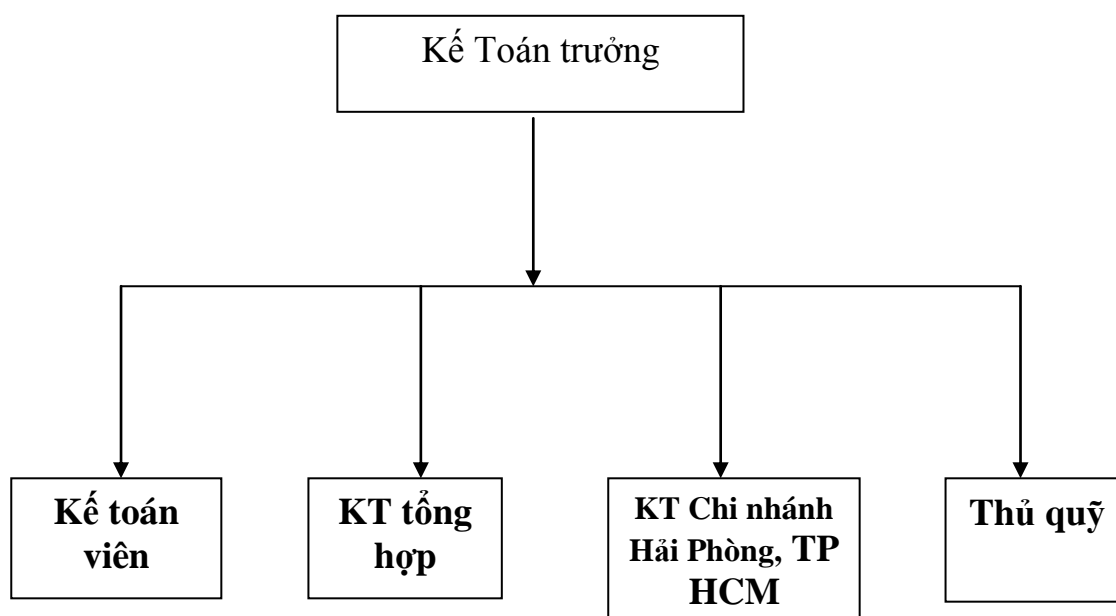 Kế Toán trưởng
Kế toán
viên
KT tổng
hợp
KT Chi nhánh
Hải Phòng, TP
HCM
Thủ quỹ